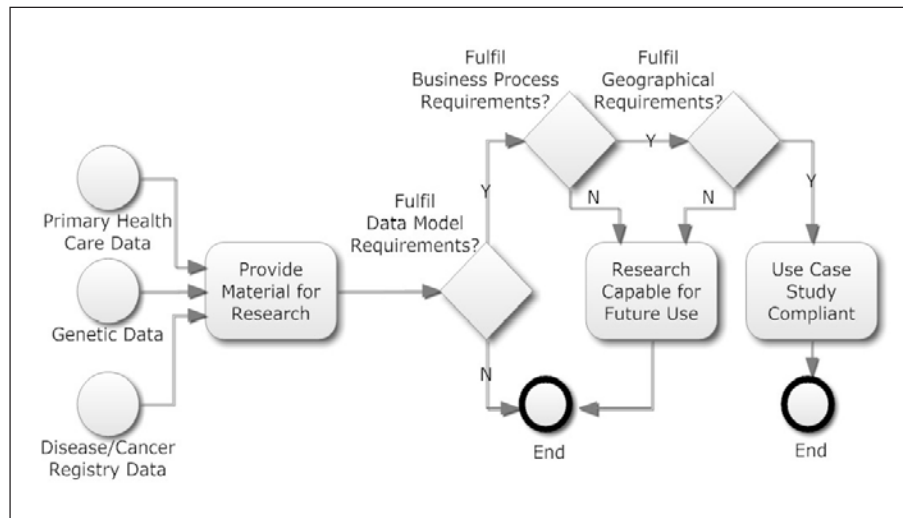 Fulfil
Business Process
Requirements?
Fulfil
Geographical
Requirements?
Y
Y
Y
N
N
Primary Health
Care Data
Fulfil
Data Model
Requirements?
Provide
Material for
Research
Research
Capable for
Future Use
Use Case
Study
Compliant
Genetic Data
N
End
End
Disease/Cancer
Registry Data